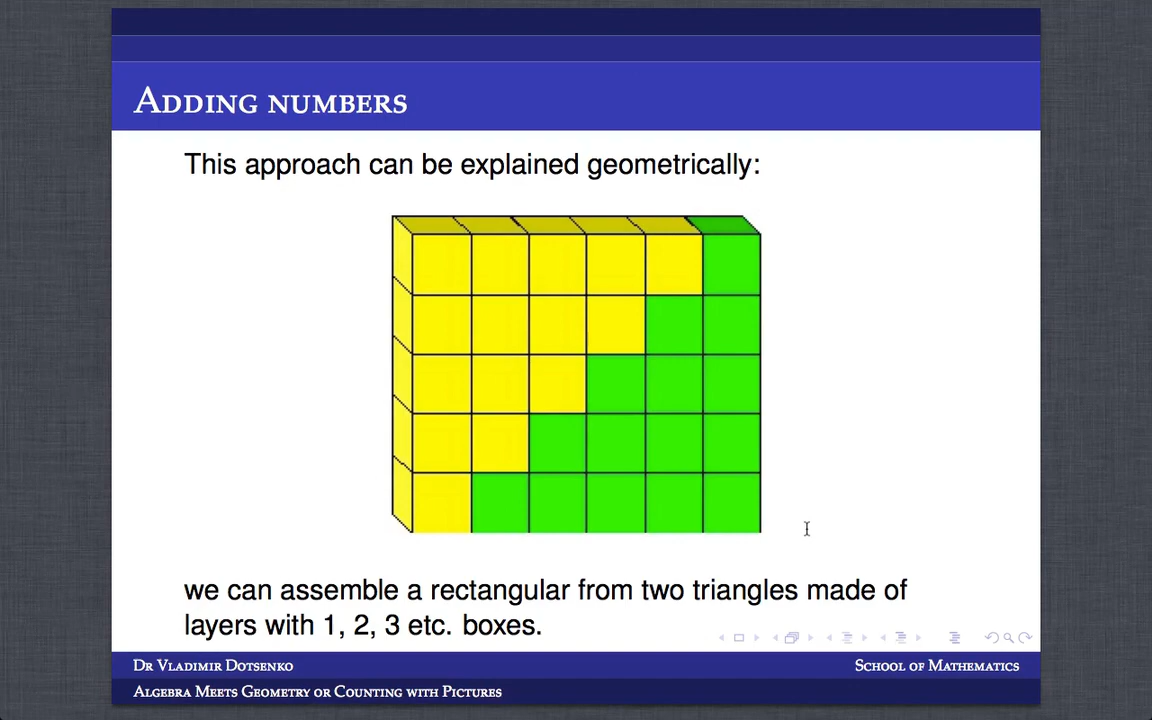 Adding numbers
This approach can be explained geometrically:
we can assemble a rectangular from two triangles made of
layers with 1, 2, 3 etc. boxes.
Dr Vladimir Dotsenko School of Mathematics
Algebra Meets Geometry or Counting with Pictures